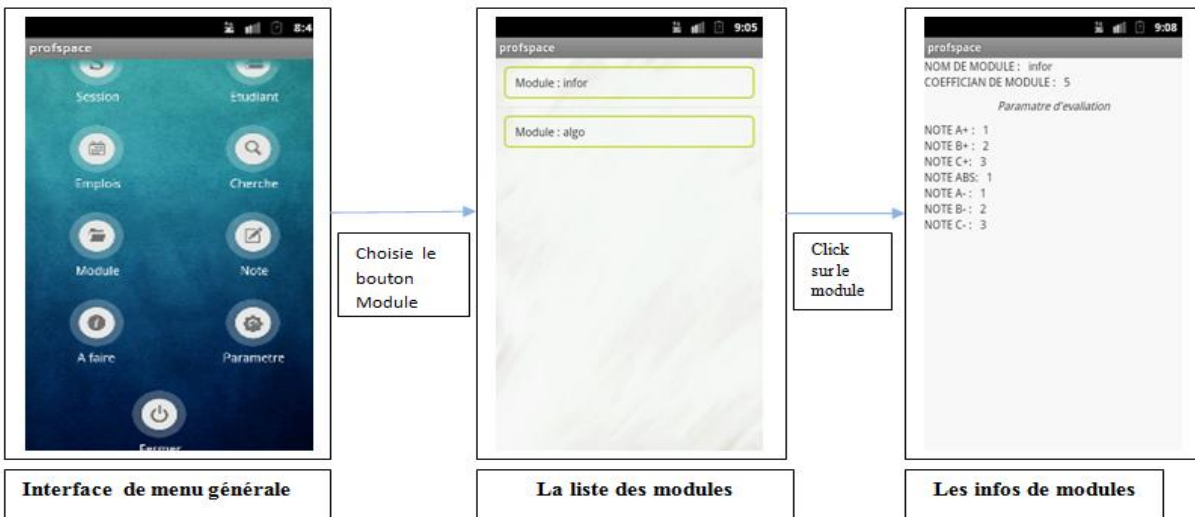 8:4
profspace
Session
Etudiant
Emplois
Cherche
Module
Note
A faire
Parametre
Fermer
Interface de menu générale
Choisie le
bouton
Module
9:05
profspace
Module : infor
Module : algo
La liste des modules
Click
sur le
module
9:08
profspace
NOM DE MODULE : infor
COEFFICIAN DE MODULE : 5
Paramatre d'evaliation
NOTE A+ : 1
NOTE B+ : 2
NOTE C+: 3
NOTE ABS: 1
NOTE A- : 1
NOTE B- : 2
NOTE C- : 3
Les infos de modules